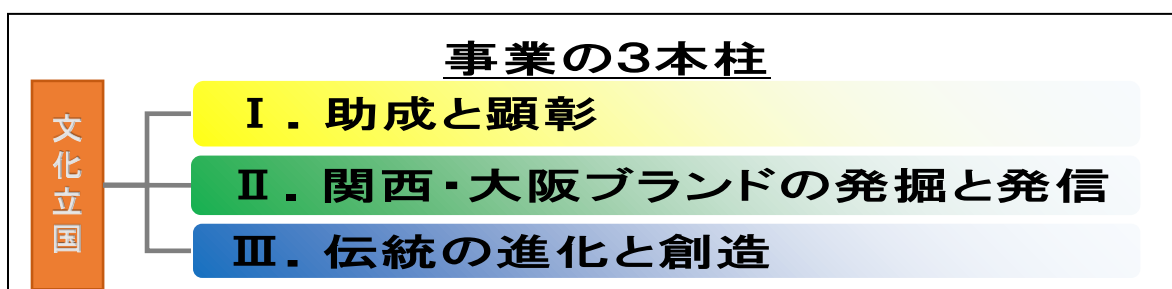 事業の3本柱
文化立国
Ⅰ．助成と顕彰
Ⅱ．関西・大阪ブランドの発掘と発信
Ⅲ．伝統の進化と創造